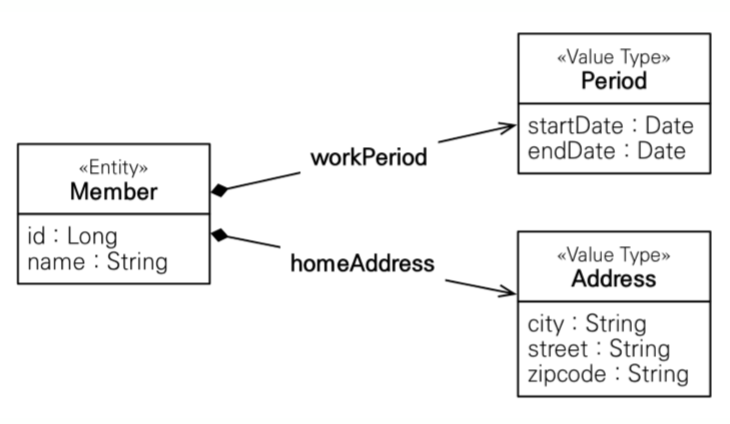 «Entity»
Member
id : Long
name : String
workPeriod
homeAddress
«Value Type»
Period
startDate : Date
endDate : Date
«Value Type»
Address
city : String
street : String
zipcode : String